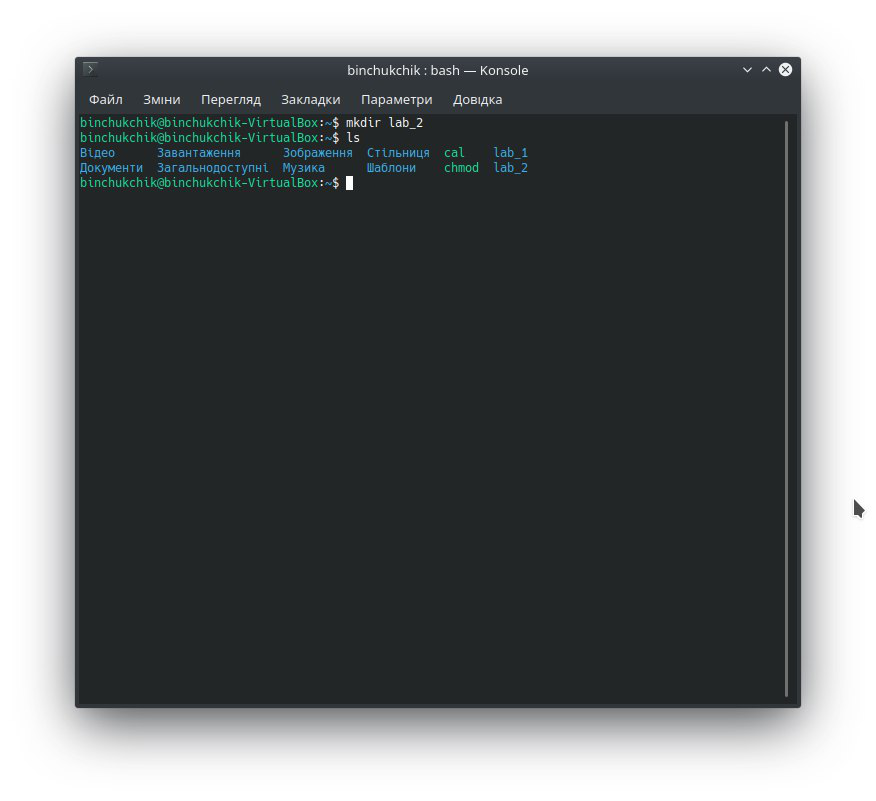 binchukchik : bash — Konsole
Файл Зміни Перегляд Закладки Параметри Довідка
binchukchik@binchukchik-VirtualBox:~$ mkdir lab_2
binchukchik@binchukchik-VirtualBox:~$ ls
Відео Завантаження Зображення Стільниця cal lab_1
Документи Загальнодоступні Музика Шаблони chmod lab_2
binchukchik@binchukchik-VirtualBox:~$